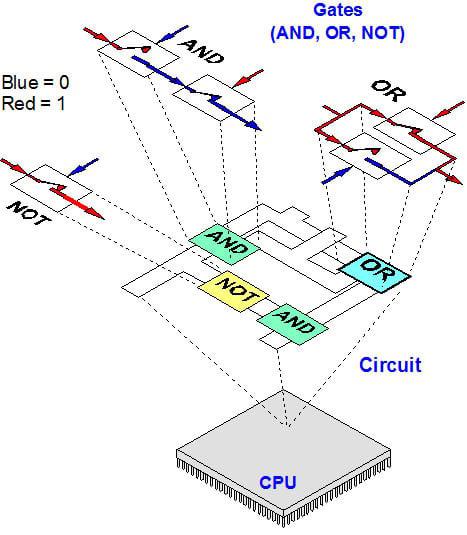 Gates
(AND, OR, NOT)
AND
Blue = 0
Red = 1
OR
NOT
AND
OR
NOT
AND
Circuit
CPU